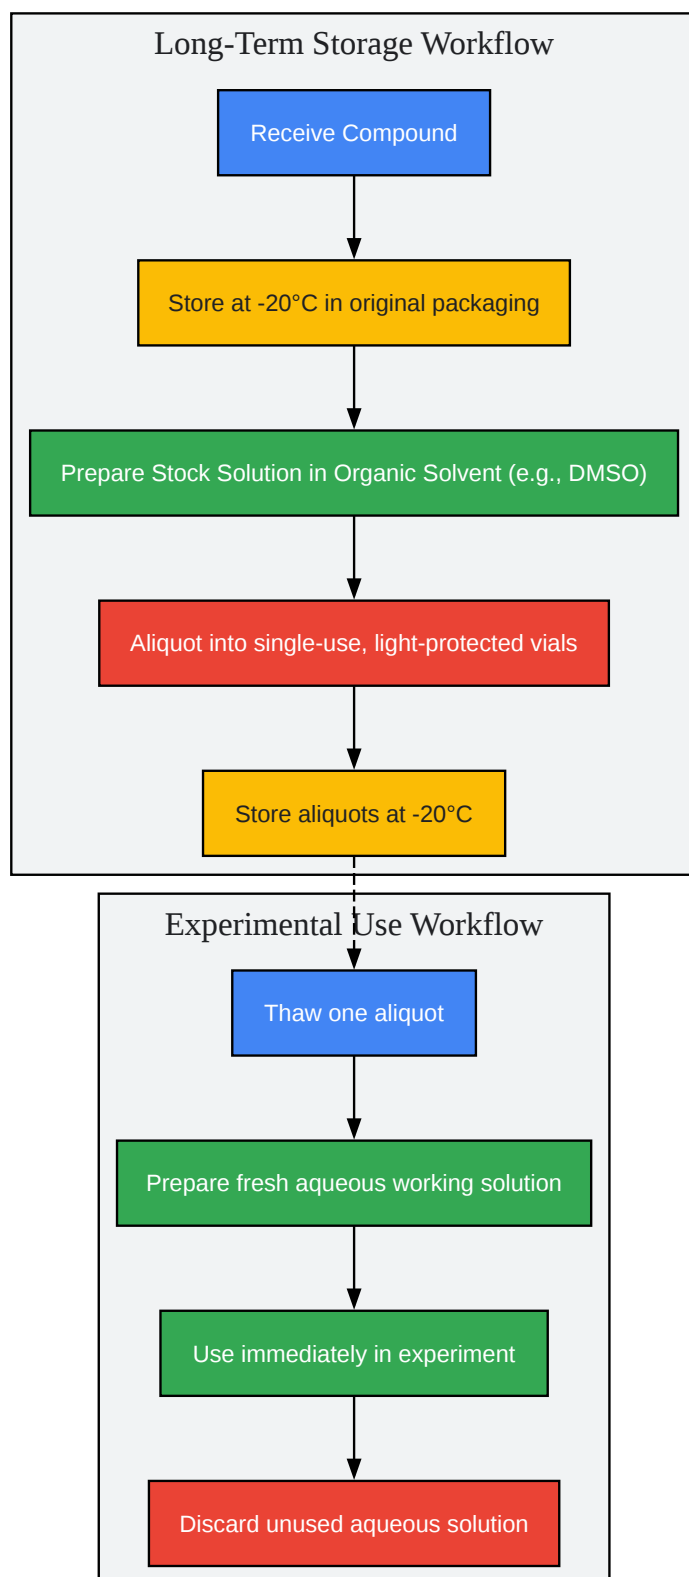 Long-Term Storage Workflow
Receive Compound
Store at -20°C in original packaging
Prepare Stock Solution in Organic Solvent (e.g., DMSO)
Aliquot into single-use, light-protected vials
Store aliquots at -20°C
Experimental Use Workflow
Thaw one aliquot
Prepare fresh aqueous working solution
Use immediately in experiment
Discard unused aqueous solution